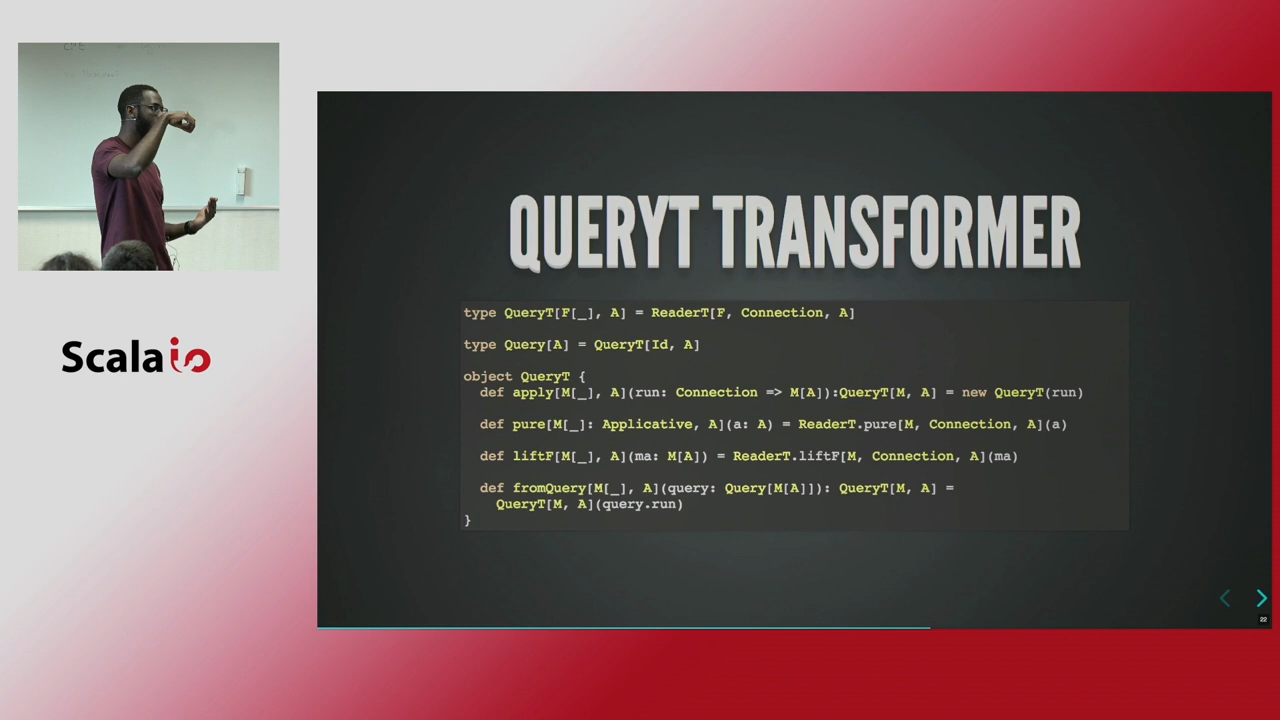 CPE
Scala io
QUERYT TRANSFORMER
type QueryT[F[_], A] = ReaderT[F, Connection, A]
type Query[A] = QueryT[Id, A]
object QueryT {
def apply[M[_], A](run: Connection => M[A]):QueryT[M, A] = new QueryT(run)
def pure[M[_]: Applicative, A](a: A) = ReaderT.pure[M, Connection, A](a)
def liftF[M[_], A](ma: M[A]) = ReaderT.liftF[M, Connection, A](ma)
def fromQuery[M[_], A](query: Query[M[A]]): QueryT[M, A] =
QueryT[M, A](query.run)
}
22